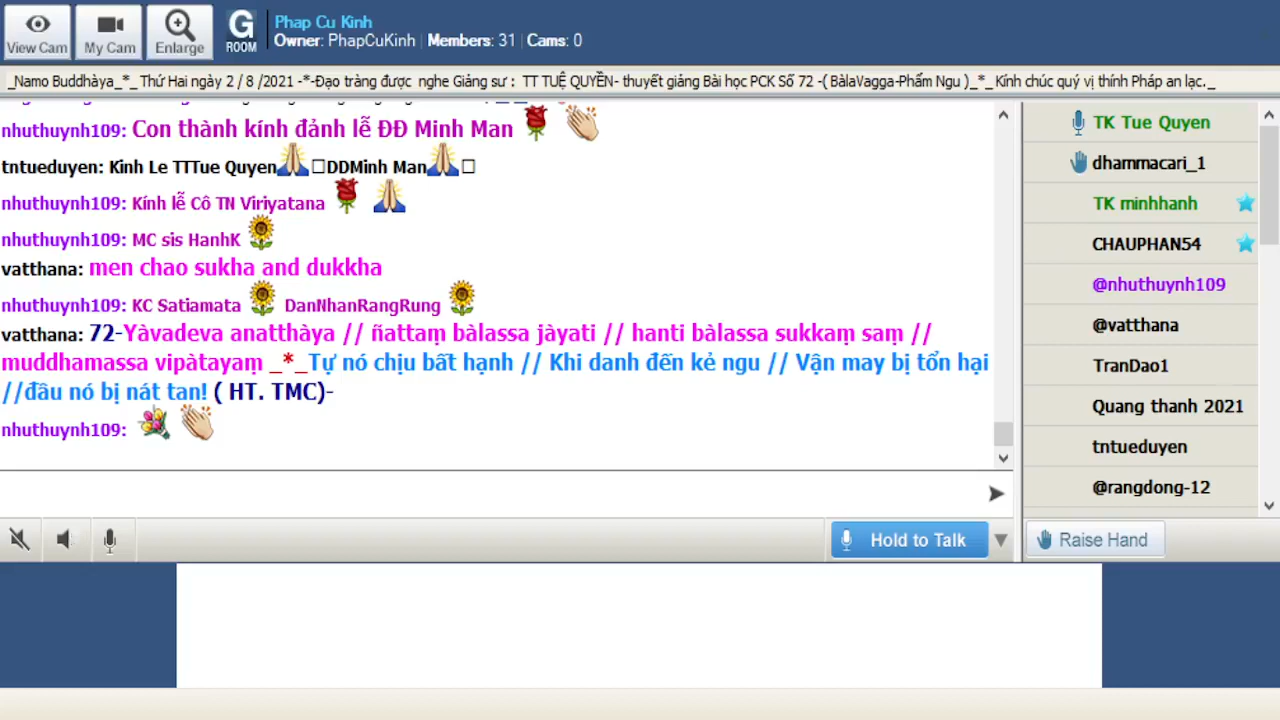 View Cam
My Cam
Enlarge
G
ROOM
Phap Cu Kinh
Owner: PhapCuKinh | Members: 31 | Cams: 0
_Namo Buddhàya_*_ Thứ Hai ngày 2 / 8 /2021 -*-Đạo tràng được nghe Giảng sư : TT TUỆ QUYỀN- thuyết giảng Bài học PCK Số 72 -( BàlaVagga-Phẩm Ngu )_*_ Kính chúc quý vị thính Pháp an lạc._
nhuthuynh109: Con thành kính đảnh lễ ĐĐ Minh Man
tntueduyen: Kinh Le TTTue Quyen DDMinh Man
nhuthuynh109: Kính lễ Cô TN Viriyatana
nhuthuynh109: MC sis HanhK
vatthana: men chao sukha and dukkha
nhuthuynh109: KC Satiamata DanNhanRangRung
vatthana: 72-Yàvadeva anatthàya // ñattaṃ bàlassa jàyati // hanti bàlassa sukkaṃ saṃ //
muddhamassa vipàtayaṃ _*_Tự nó chịu bất hạnh // Khi danh đến kẻ ngu // Vận may bị tổn hại
//đầu nó bị nát tan! ( HT. TMC)-
nhuthuynh109:
Hold to Talk
TK Tue Quyen
dhammacari_1
TK minhhanh
CHAUPHAN54
@nhuthuynh109
@vatthana
TranDao1
Quang thanh 2021
tntueduyen
@rangdong-12
Raise Hand